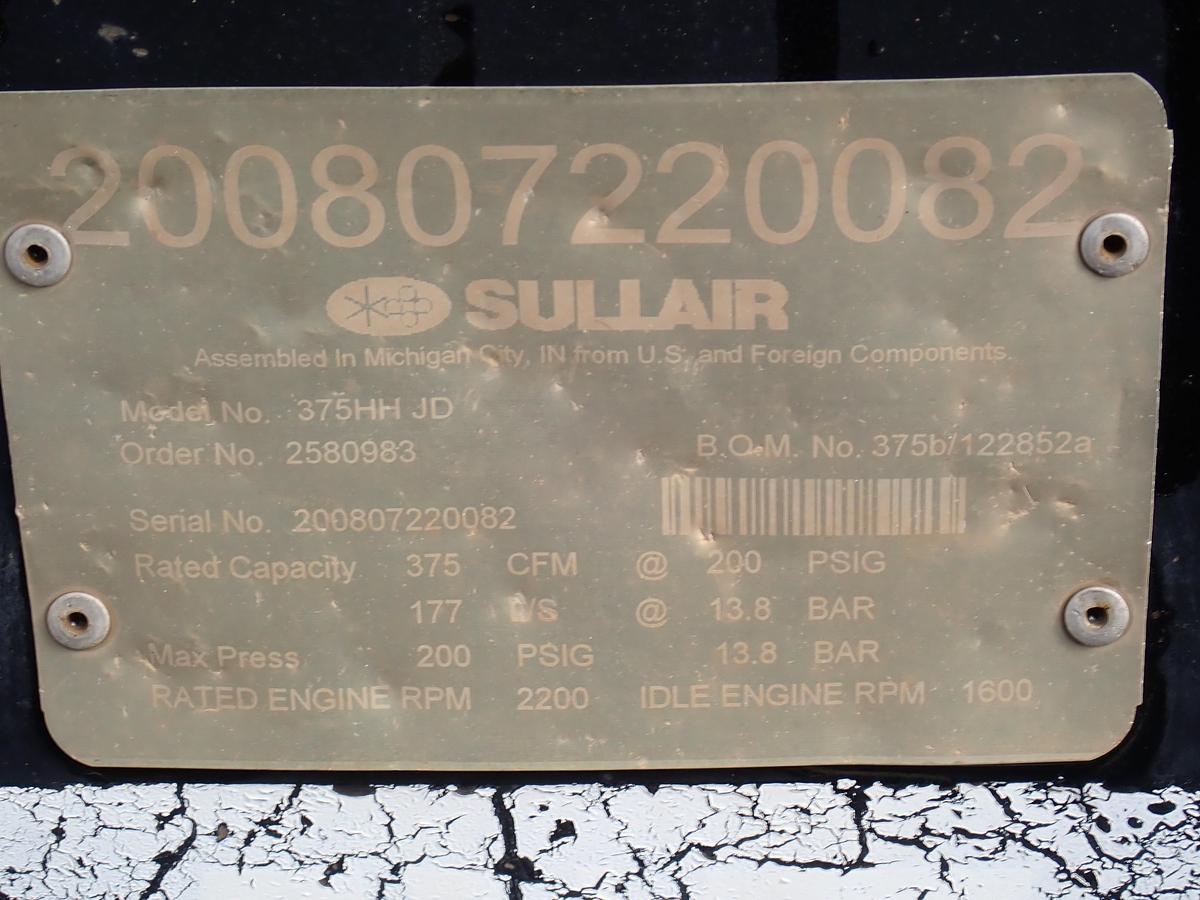 200807220082
SULLAIR
Assembled In Michigan City, IN from U.S. and Foreign Components
Model No. 375HH JD
Order No. 2580983
B.O.M. No. 375b/122852a
Serial No. 200807220082
Rated Capacity 375 CFM @ 200 PSIG
177 L/S @ 13.8 BAR
Max Press 200 PSIG 13.8 BAR
RATED ENGINE RPM 2200 IDLE ENGINE RPM 1600